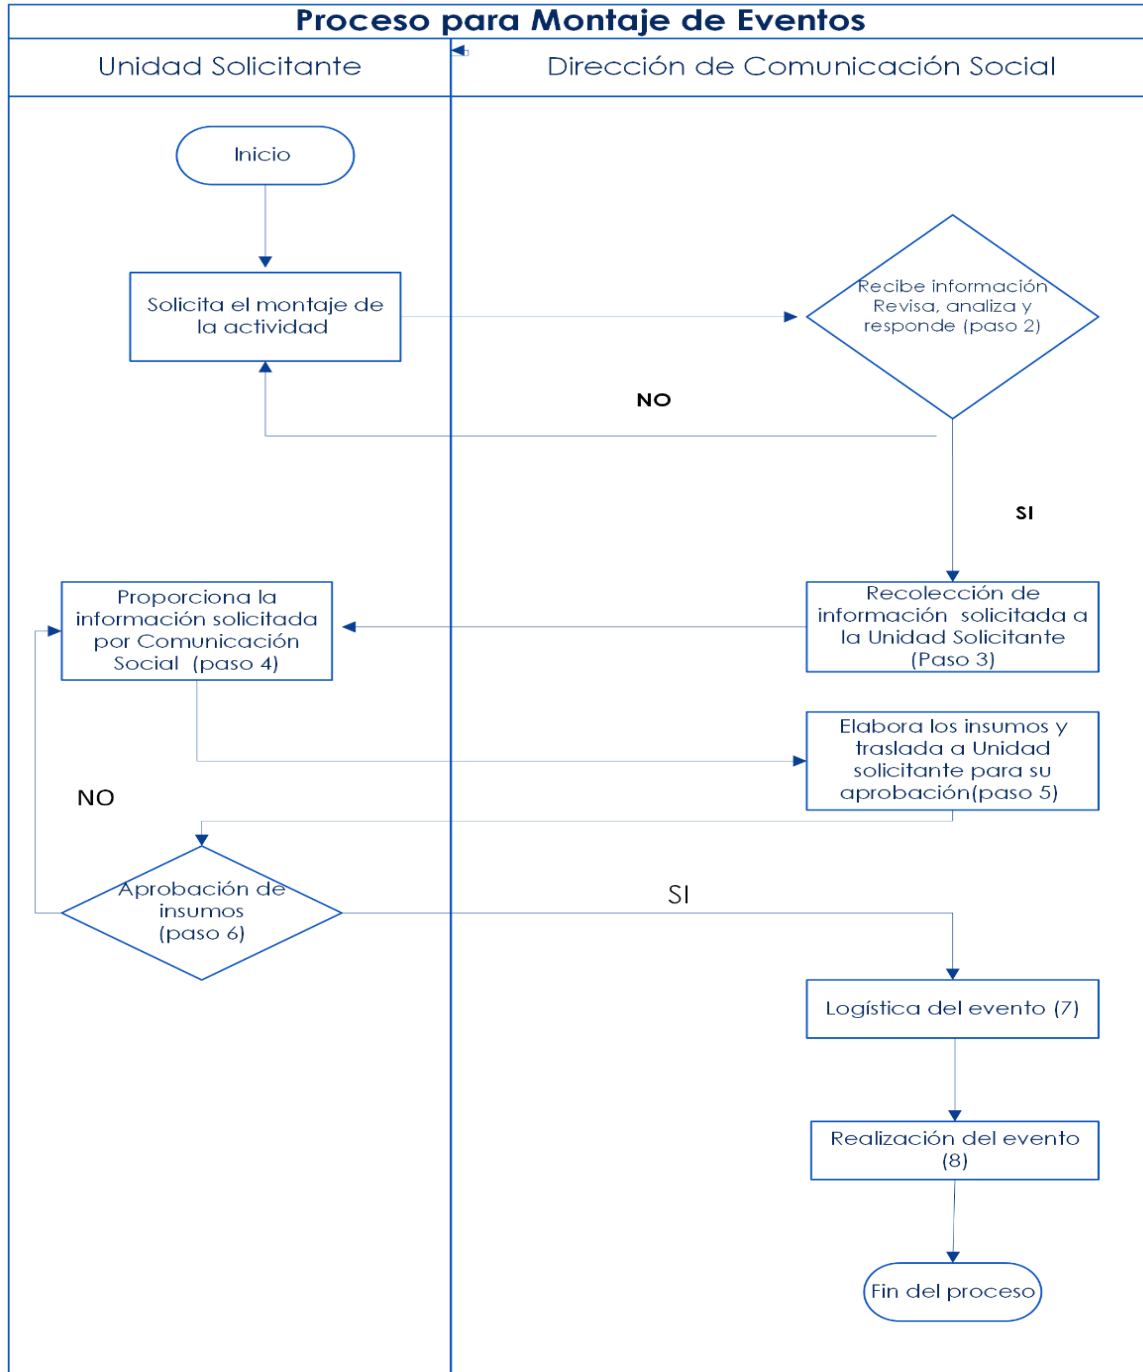 Proceso para Montaje de Eventos
Unidad Solicitante
Dirección de Comunicación Social
Inicio
Solicita el montaje de
la actividad
Recibe información
Revisa, analiza y
responde (paso 2)
NO
SI
Recolección de
información solicitada a
la Unidad Solicitante
(Paso 3)
Proporciona la
información solicitada
por Comunicación
Social (paso 4)
Elabora los insumos y
traslada a Unidad
solicitante para su
aprobación(paso 5)
NO
Aprobación de
insumos
(paso 6)
SI
Logística del evento (7)
Realización del evento
(8)
Fin del proceso